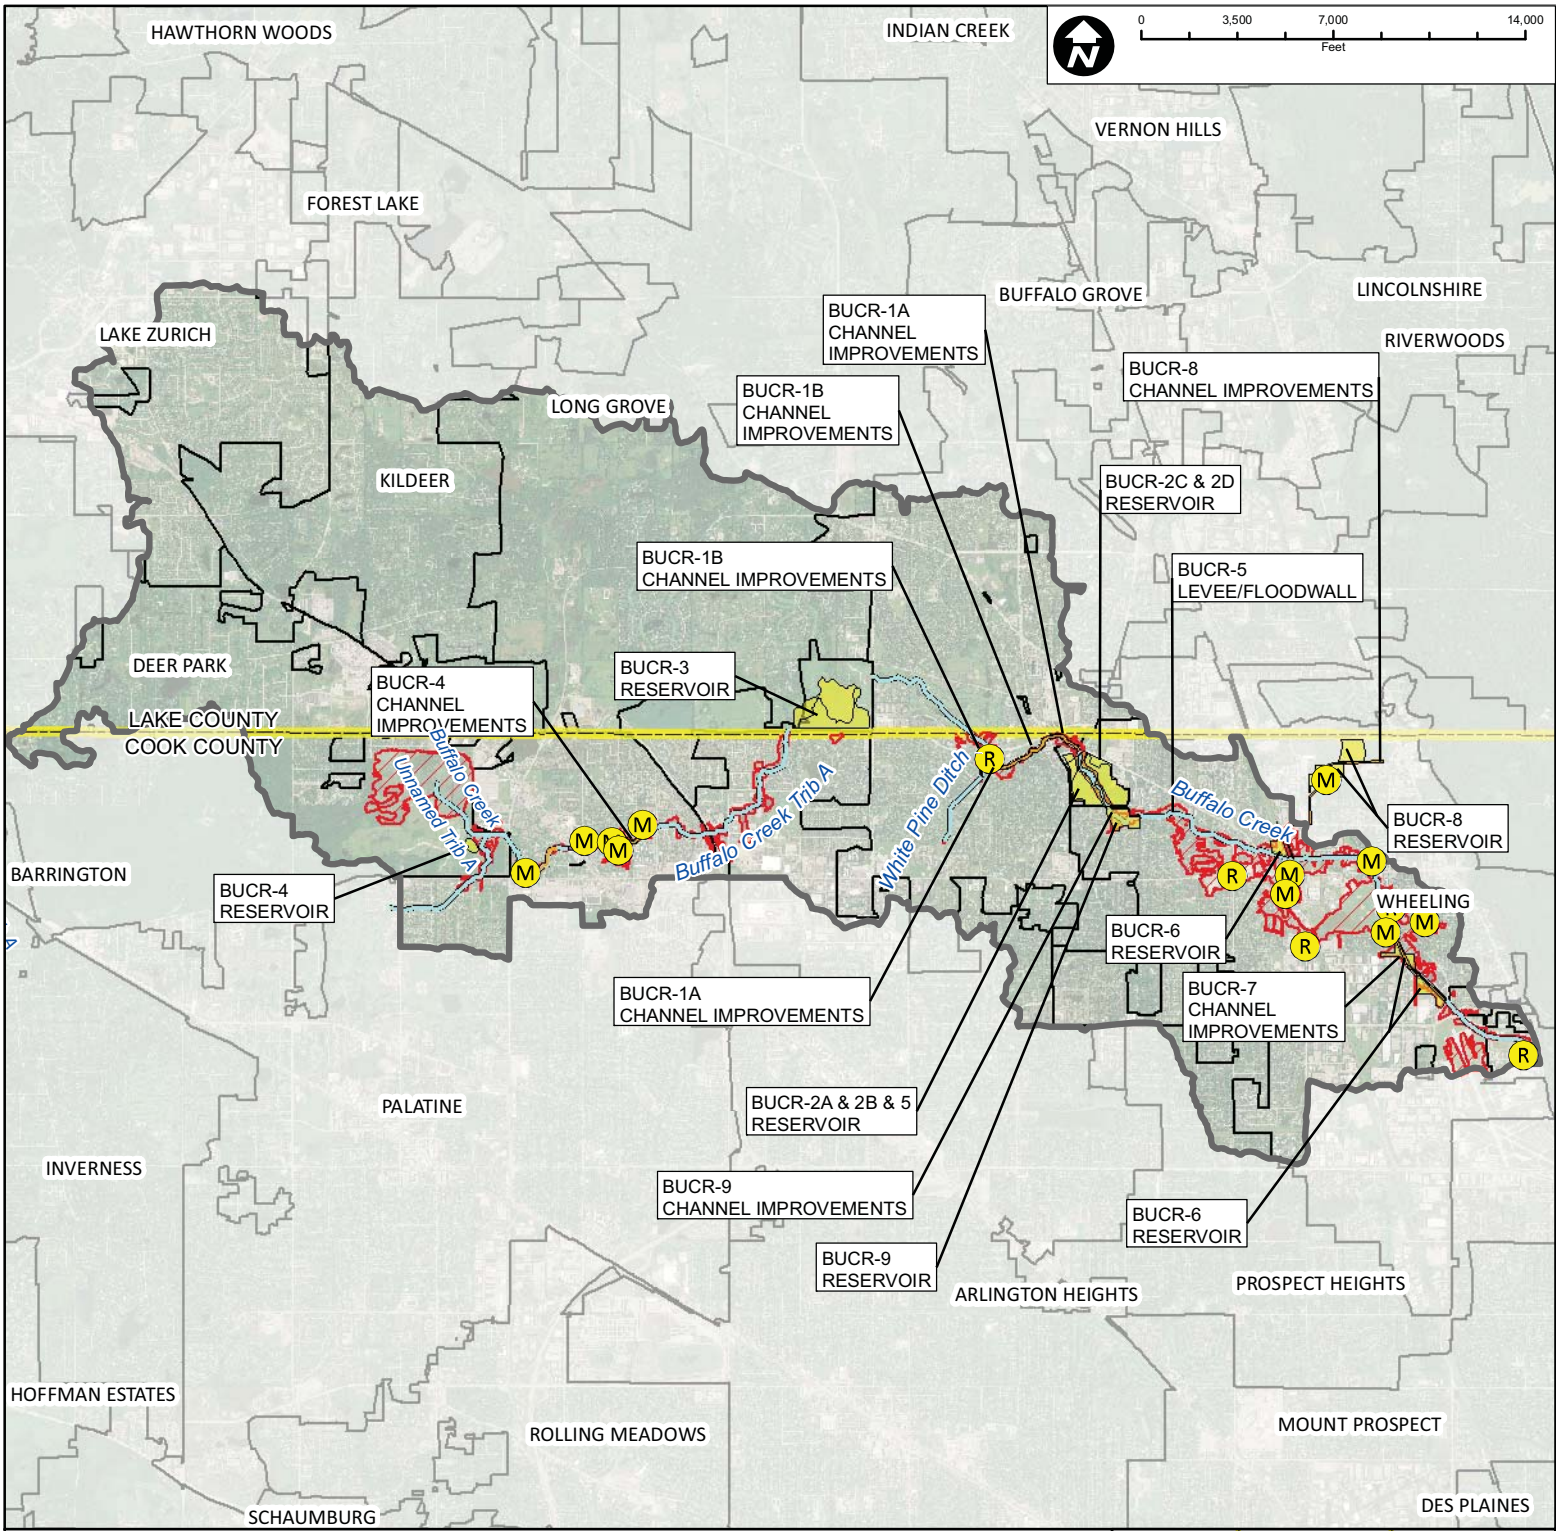 HAWTHORN WOODS
INDIAN CREEK
N
0 3,500 7,000 14,000
Feet
VERNON HILLS
FOREST LAKE
BUFFALO GROVE
LINCOLNSHIRE
RIVERWOODS
LAKE ZURICH
BUCR-1A
CHANNEL
IMPROVEMENTS
BUCR-8
CHANNEL IMPROVEMENTS
BUCR-1B
CHANNEL
IMPROVEMENTS
LONG GROVE
KILDEER
BUCR-2C & 2D
RESERVOIR
BUCR-1B
CHANNEL IMPROVEMENTS
BUCR-5
LEVEE/FLOODWALL
DEER PARK
BUCR-3
RESERVOIR
BUCR-4
CHANNEL
IMPROVEMENTS
LAKE COUNTY
COOK COUNTY
Buffalo Creek
Unnamed Trib A
Buffalo Creek Trib A
White Pine Ditch
Buffalo Creek
R
M
M
M
M
M
M
BUCR-8
RESERVOIR
M
M
M
R
R
M
M
R
BARRINGTON
BUCR-4
RESERVOIR
WHEELING
A
BUCR-6
RESERVOIR
BUCR-7
CHANNEL
IMPROVEMENTS
BUCR-1A
CHANNEL IMPROVEMENTS
PALATINE
BUCR-2A & 2B & 5
RESERVOIR
INVERNESS
BUCR-9
CHANNEL IMPROVEMENTS
BUCR-6
RESERVOIR
BUCR-9
RESERVOIR
ARLINGTON HEIGHTS
PROSPECT HEIGHTS
HOFFMAN ESTATES
ROLLING MEADOWS
MOUNT PROSPECT
SCHAUMBURG
DES PLAINES